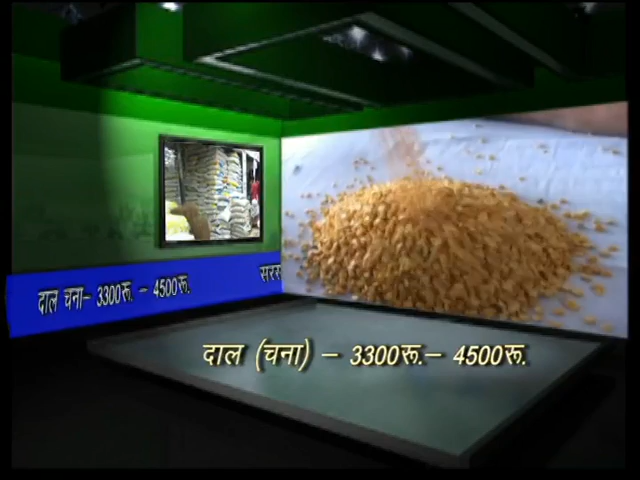 दाल चना- 3300रू. - 4500रू.
सरस
दाल (चना) - 3300रू.- 4500रू.